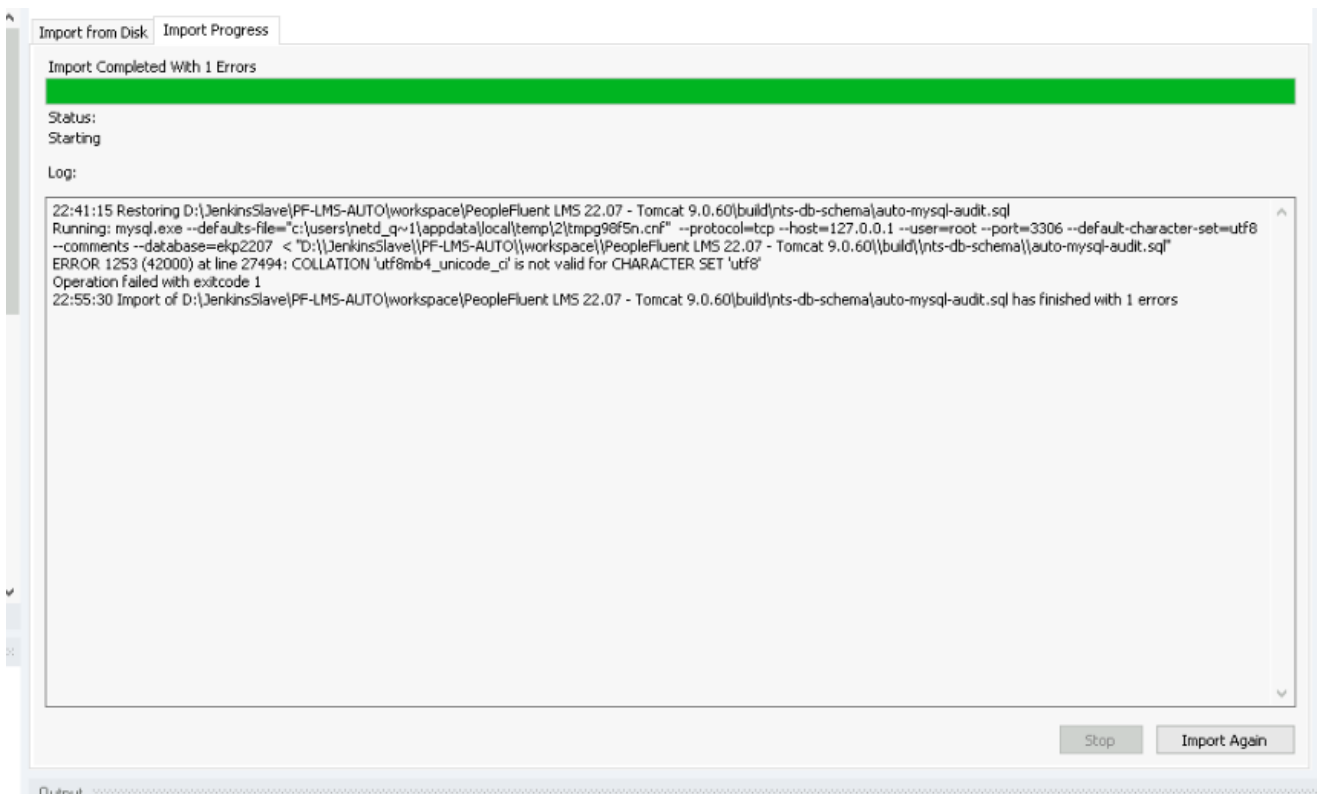 Import from Disk
Import Progress
Import Completed With 1 Errors
Status:
Starting
Log:
22:41:15 Restoring D:\JenkinsSlave\PF-LMS-AUTO\workspace\PeopleFluent LMS 22.07 - Tomcat 9.0.60\build\nts-db-schema\auto-mysql-audit.sql
Running: mysql.exe --defaults-file="c:\users\netd_q~1\appdata\local\temp\2\tmpg98f5n.cnf"  --protocol=tcp --host=127.0.0.1 --user=root --port=3306 --default-character-set=utf8
--comments --database=ekp2207  < "D:\\JenkinsSlave\\PF-LMS-AUTO\\workspace\\PeopleFluent LMS 22.07 - Tomcat 9.0.60\\build\\nts-db-schema\\auto-mysql-audit.sql"
ERROR 1253 (42000) at line 27494: COLLATION 'utf8mb4_unicode_ci' is not valid for CHARACTER SET 'utf8'
Operation failed with exitcode 1
22:55:30 Import of D:\JenkinsSlave\PF-LMS-AUTO\workspace\PeopleFluent LMS 22.07 - Tomcat 9.0.60\build\nts-db-schema\auto-mysql-audit.sql has finished with 1 errors
Stop
Import Again
Output